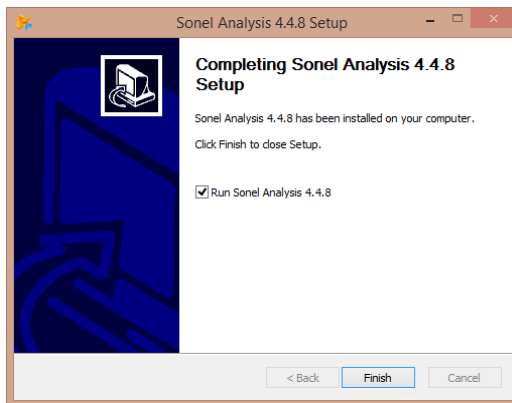 Sonel Analysis 4.4.8 Setup
Completing Sonel Analysis 4.4.8
Setup
Sonel Analysis 4.4.8 has been installed on your computer.
Click Finish to close Setup.
Run Sonel Analysis 4.4.8
< Back Finish Cancel